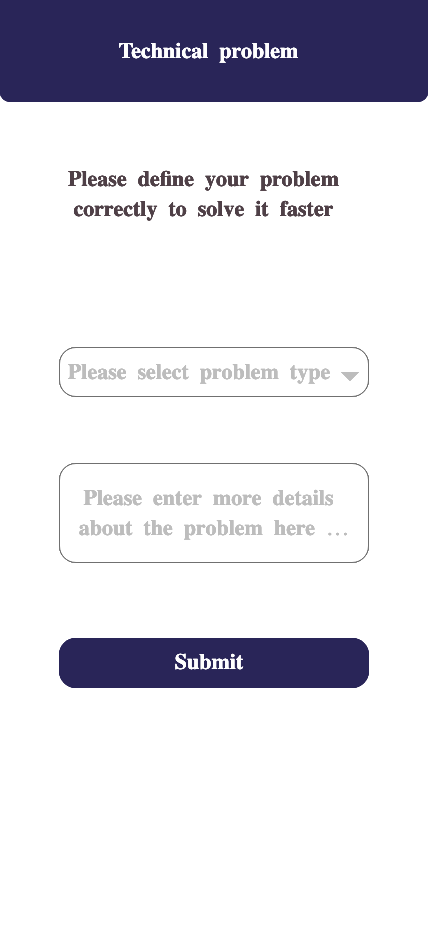 Technical problem
Please define your problem
correctly to solve it faster
Please select problem type
Please enter more details
about the problem here ...
Submit